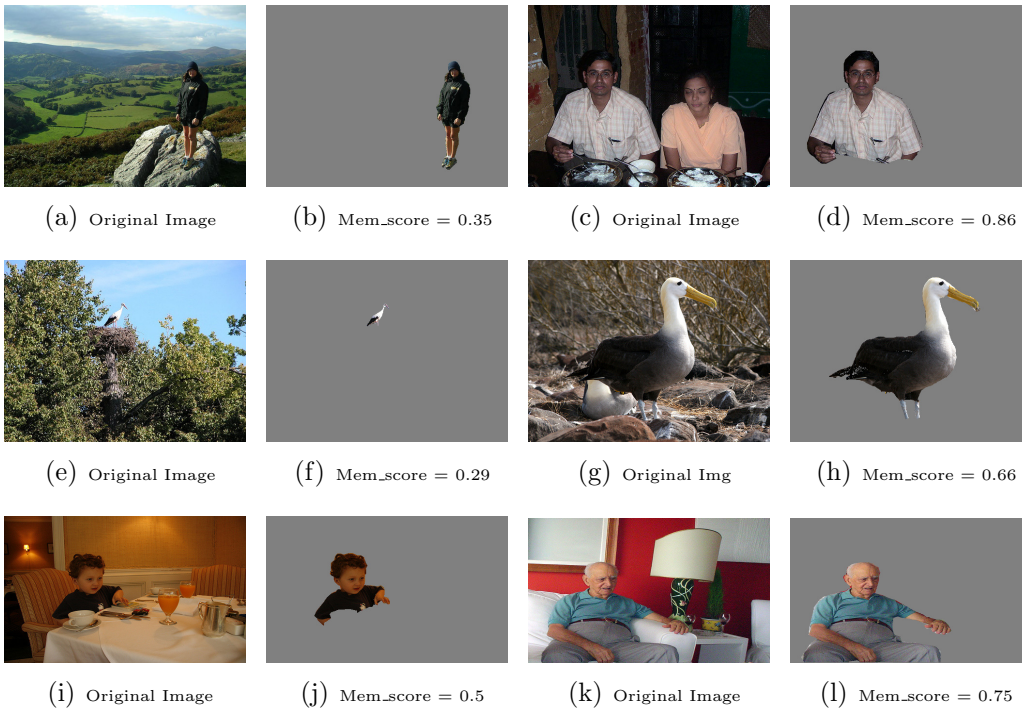 (a) Original Image
(b) Mem_score = 0.35
(c) Original Image
(d) Mem_score = 0.86
(e) Original Image
(f) Mem_score = 0.29
(g) Original Img
(h) Mem_score = 0.66
(i) Original Image
(j) Mem_score = 0.5
(k) Original Image
(l) Mem_score = 0.75